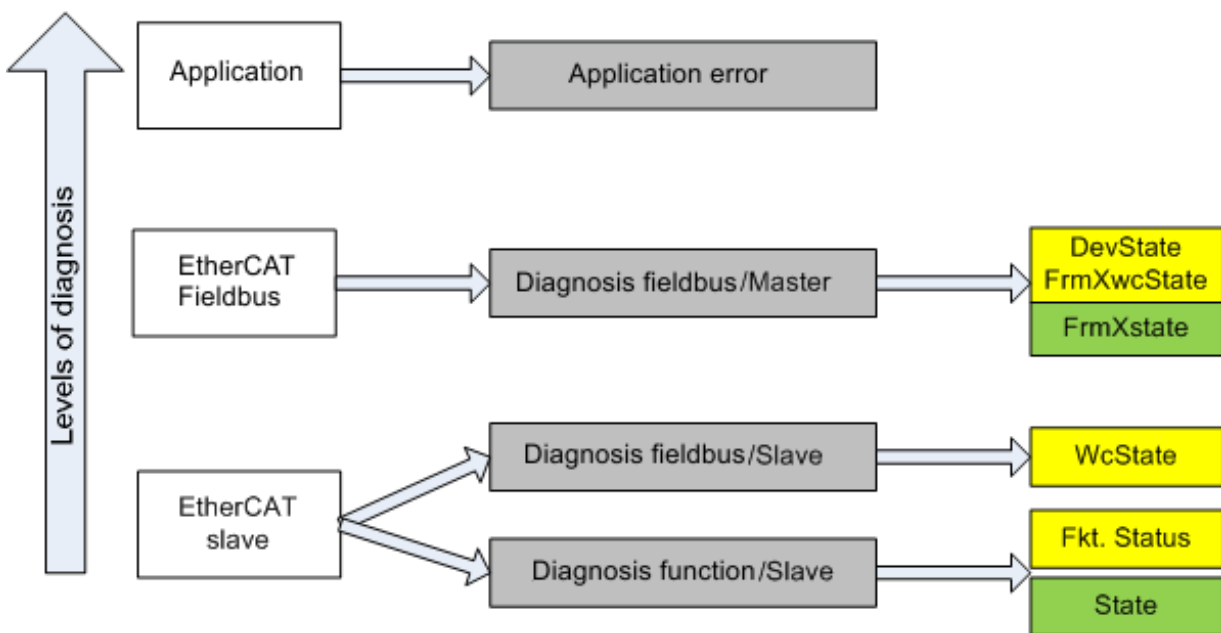 Levels of diagnosis
Application
Application error
EtherCAT
Fieldbus
Diagnosis fieldbus/Master
DevState
FrmXwcState
FrmXstate
EtherCAT
slave
Diagnosis fieldbus/Slave
WcState
Diagnosis function/Slave
Fkt. Status
State